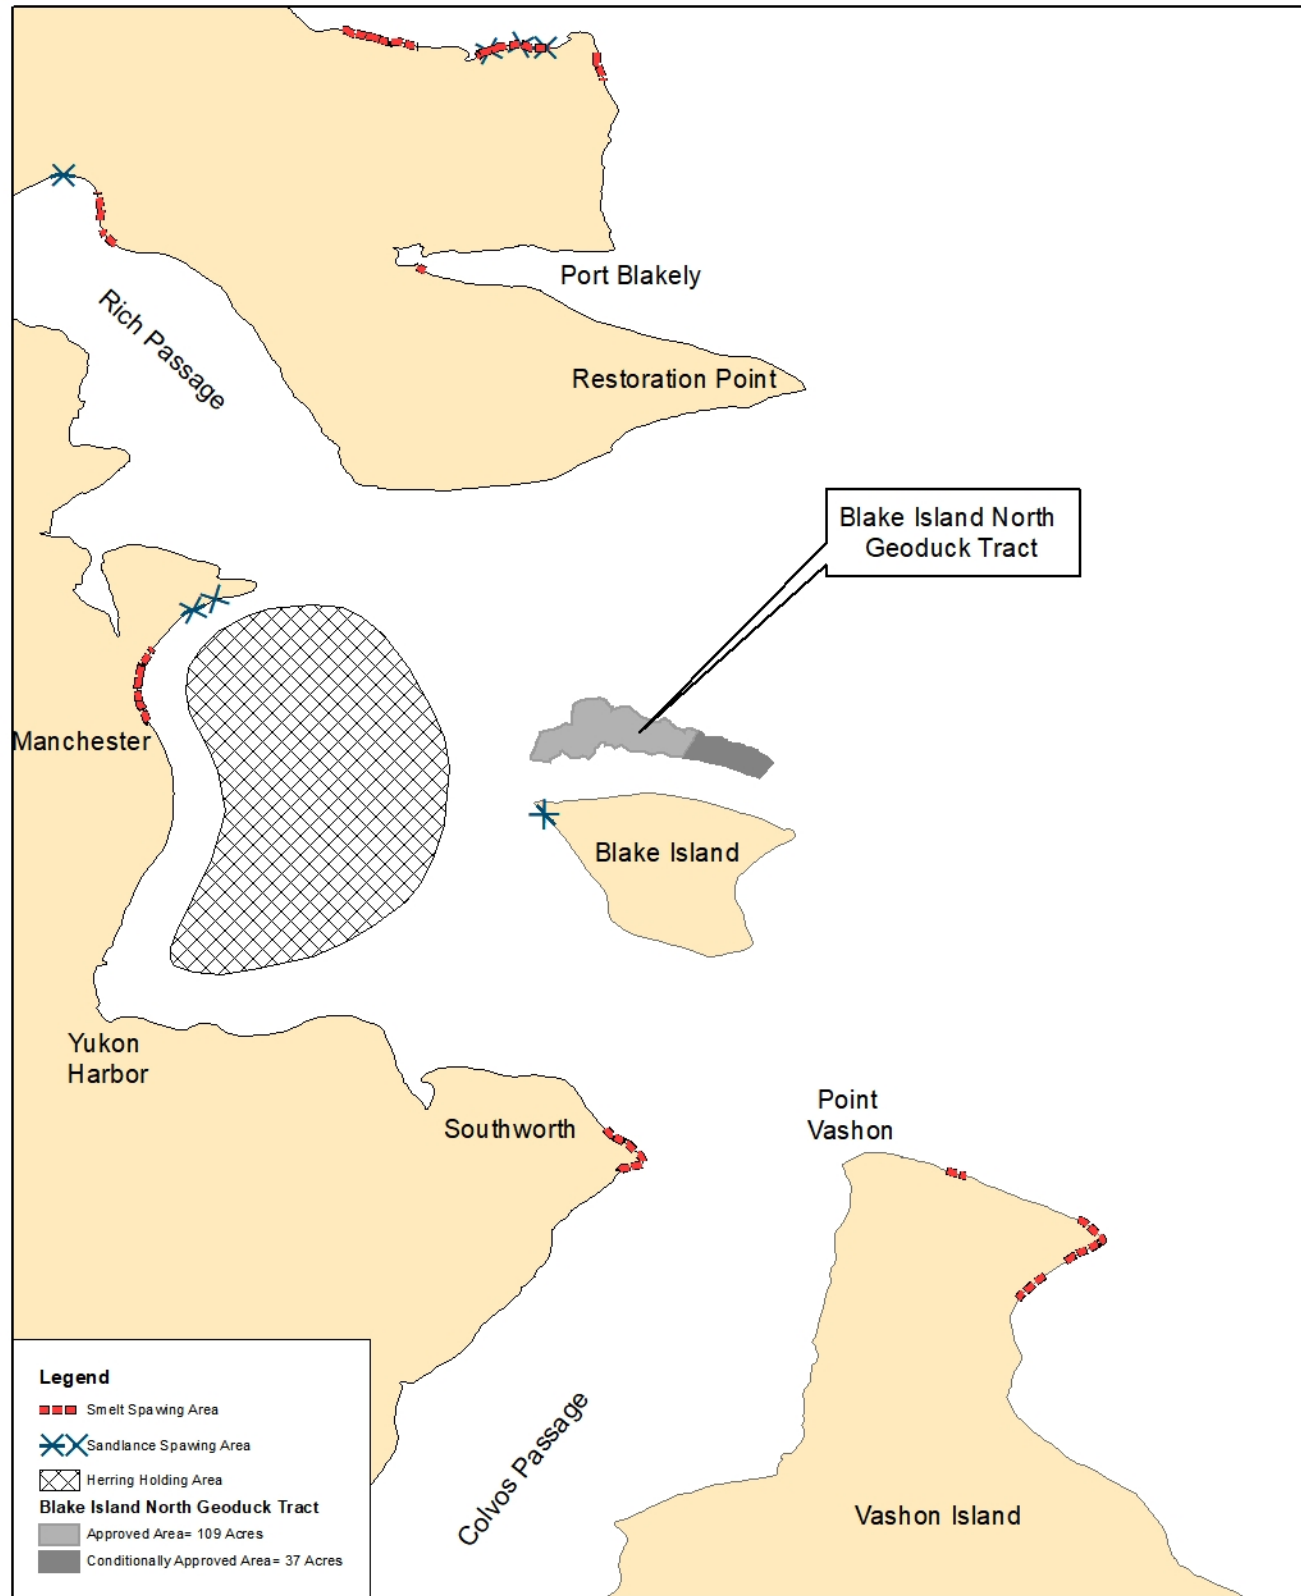 Port Blakely
Rich Passage
Restoration Point
Blake Island North
Geoduck Tract
Manchester
Blake Island
Yukon
Harbor
Southworth
Point
Vashon
Colvos Passage
Vashon Island
Legend
Smelt Spawing Area
Sandlance Spawing Area
Herring Holding Area
Blake Island North Geoduck Tract
Approved Area= 109 Acres
Conditionally Approved Area= 37 Acres